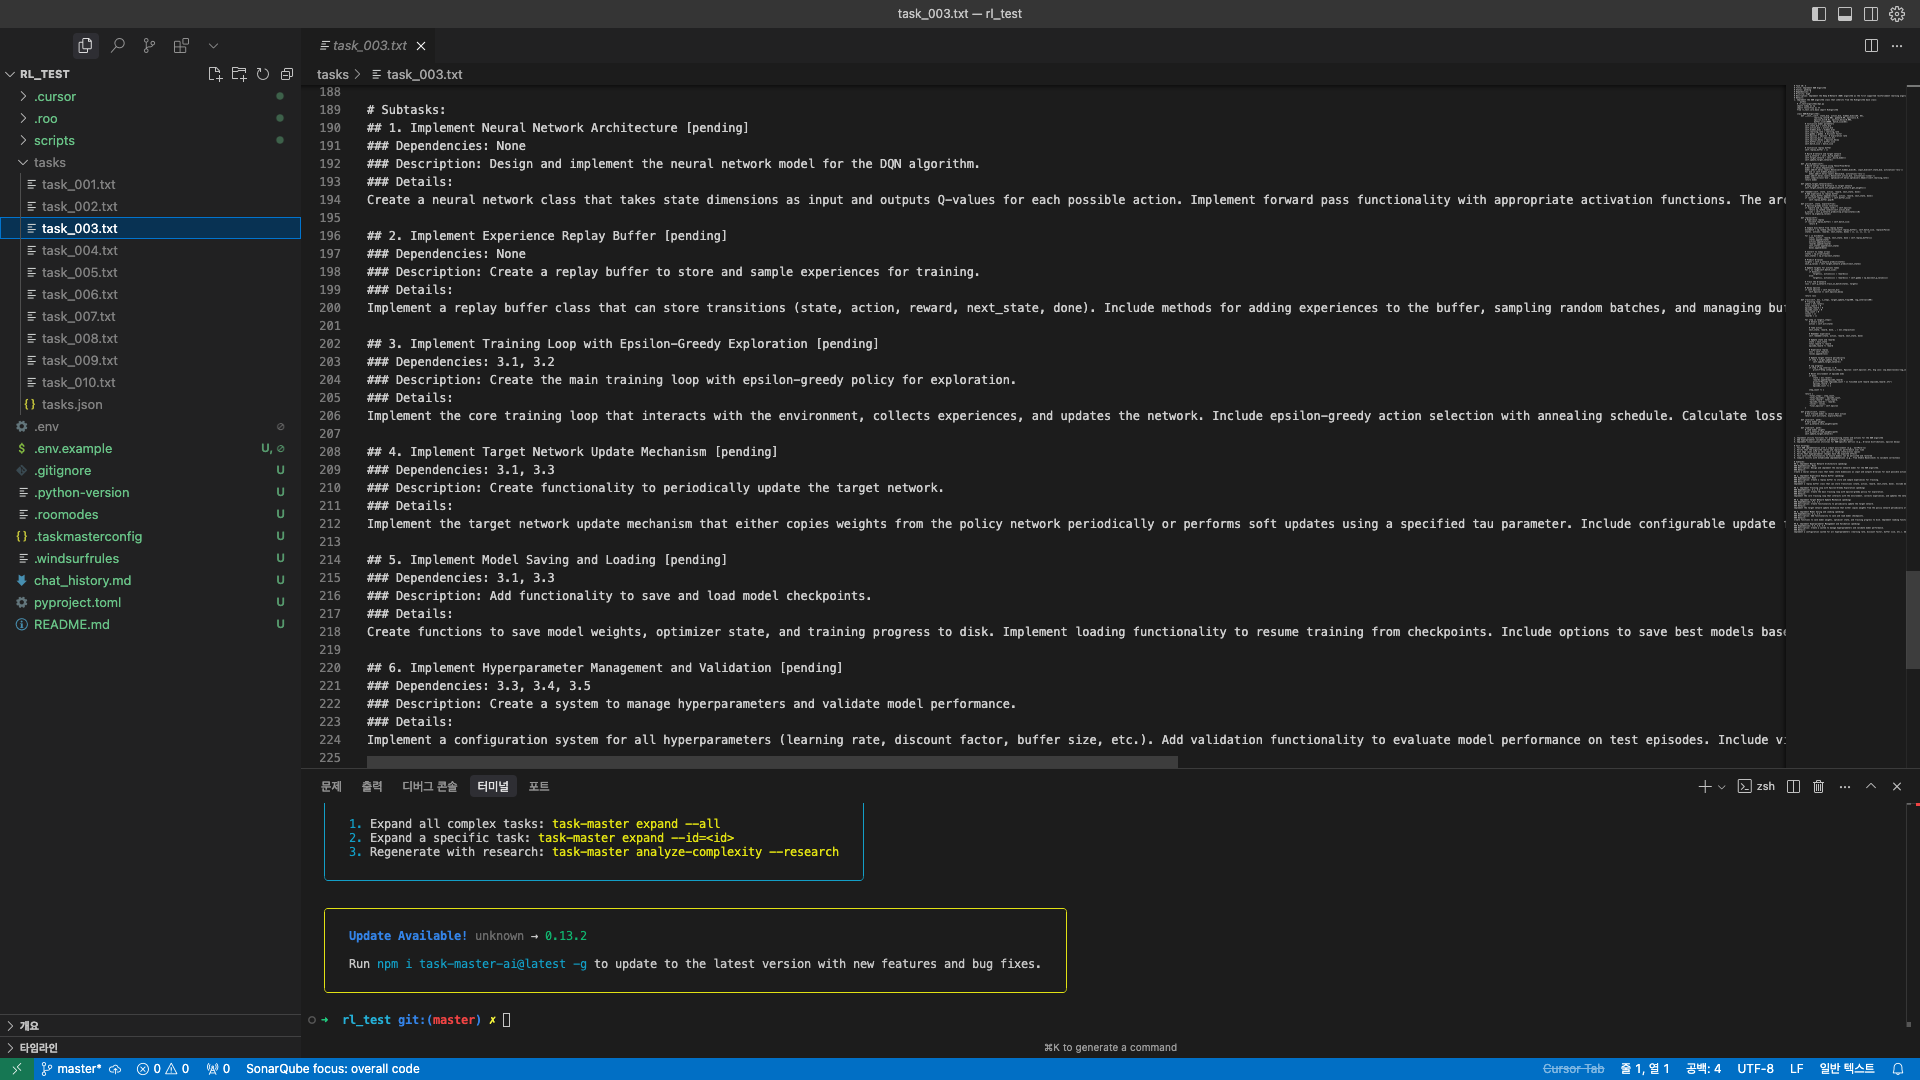 task_003.txt — rl_test
task_003.txt
RL_TEST
tasks > task_003.txt
.cursor
.roo
scripts
tasks
task_001.txt
task_002.txt
task_003.txt
task_004.txt
task_005.txt
task_006.txt
task_007.txt
task_008.txt
task_009.txt
task_010.txt
{} tasks.json
.env
$ .env.example U,
.gitignore U
.python-version U
.roomodes U
{} .taskmasterconfig U
.windsurfrules U
chat_history.md U
pyproject.toml U
README.md U
개요
타임라인
188
189 # Subtasks:
190 ## 1. Implement Neural Network Architecture [pending]
191 ### Dependencies: None
192 ### Description: Design and implement the neural network model for the DQN algorithm.
193 ### Details:
194 Create a neural network class that takes state dimensions as input and outputs Q-values for each possible action. Implement forward pass functionality with appropriate activation functions. The arc
195
196 ## 2. Implement Experience Replay Buffer [pending]
197 ### Dependencies: None
198 ### Description: Create a replay buffer to store and sample experiences for training.
199 ### Details:
200 Implement a replay buffer class that can store transitions (state, action, reward, next_state, done). Include methods for adding experiences to the buffer, sampling random batches, and managing buf
201
202 ## 3. Implement Training Loop with Epsilon-Greedy Exploration [pending]
203 ### Dependencies: 3.1, 3.2
204 ### Description: Create the main training loop with epsilon-greedy policy for exploration.
205 ### Details:
206 Implement the core training loop that interacts with the environment, collects experiences, and updates the network. Include epsilon-greedy action selection with annealing schedule. Calculate loss
207
208 ## 4. Implement Target Network Update Mechanism [pending]
209 ### Dependencies: 3.1, 3.3
210 ### Description: Create functionality to periodically update the target network.
211 ### Details:
212 Implement the target network update mechanism that either copies weights from the policy network periodically or performs soft updates using a specified tau parameter. Include configurable update
213
214 ## 5. Implement Model Saving and Loading [pending]
215 ### Dependencies: 3.1, 3.3
216 ### Description: Add functionality to save and load model checkpoints.
217 ### Details:
218 Create functions to save model weights, optimizer state, and training progress to disk. Implement loading functionality to resume training from checkpoints. Include options to save best models base
219
220 ## 6. Implement Hyperparameter Management and Validation [pending]
221 ### Dependencies: 3.3, 3.4, 3.5
222 ### Description: Create a system to manage hyperparameters and validate model performance.
223 ### Details:
224 Implement a configuration system for all hyperparameters (learning rate, discount factor, buffer size, etc.). Add validation functionality to evaluate model performance on test episodes. Include vi
225
문제 출력 디버그 콘솔 터미널 포트
zsh
1. Expand all complex tasks: task-master expand --all
2. Expand a specific task: task-master expand --id=<id>
3. Regenerate with research: task-master analyze-complexity --research
Update Available! unknown → 0.13.2
Run npm i task-master-ai@latest -g to update to the latest version with new features and bug fixes.
➜ rl_test git:(master) ✗
⌘K to generate a command
master* 0 0 0 SonarQube focus: overall code
Cursor Tab 줄 1, 열 1 공백: 4 UTF-8 LF 일반 텍스트